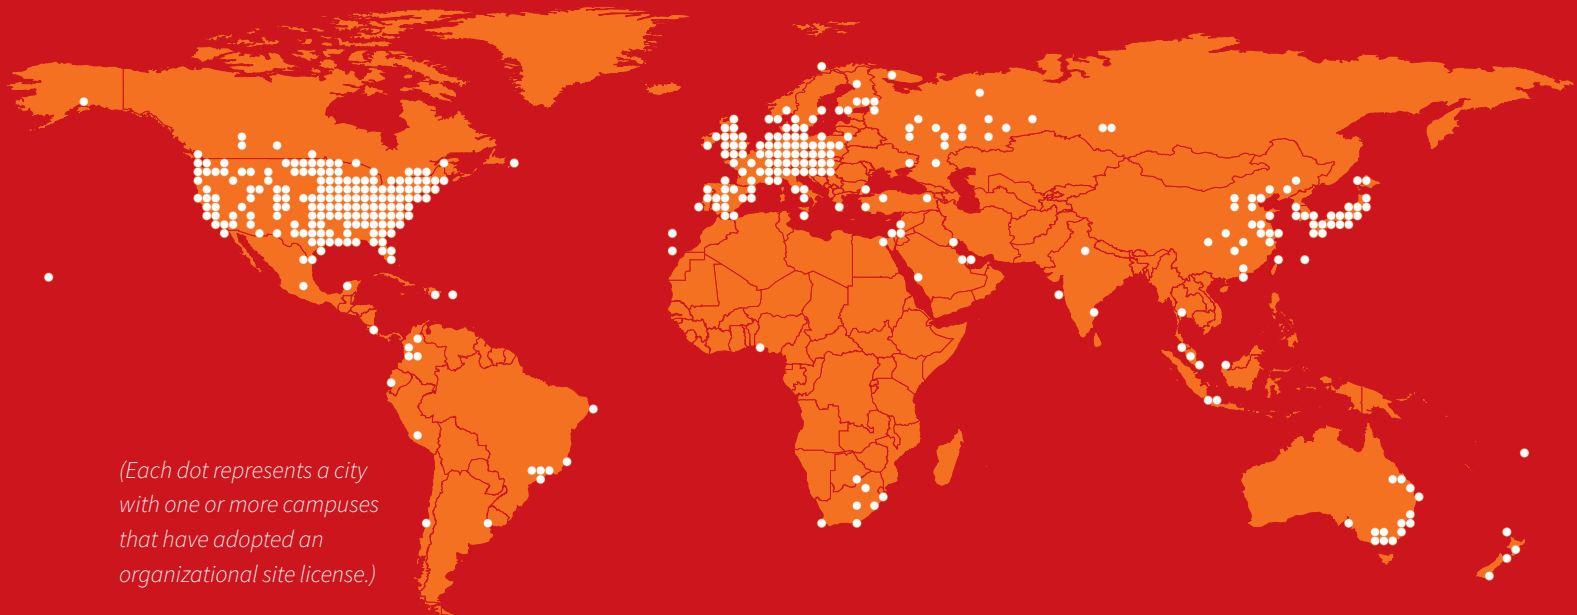 (Each dot represents a city
with one or more campuses
that have adopted an
organizational site license.)